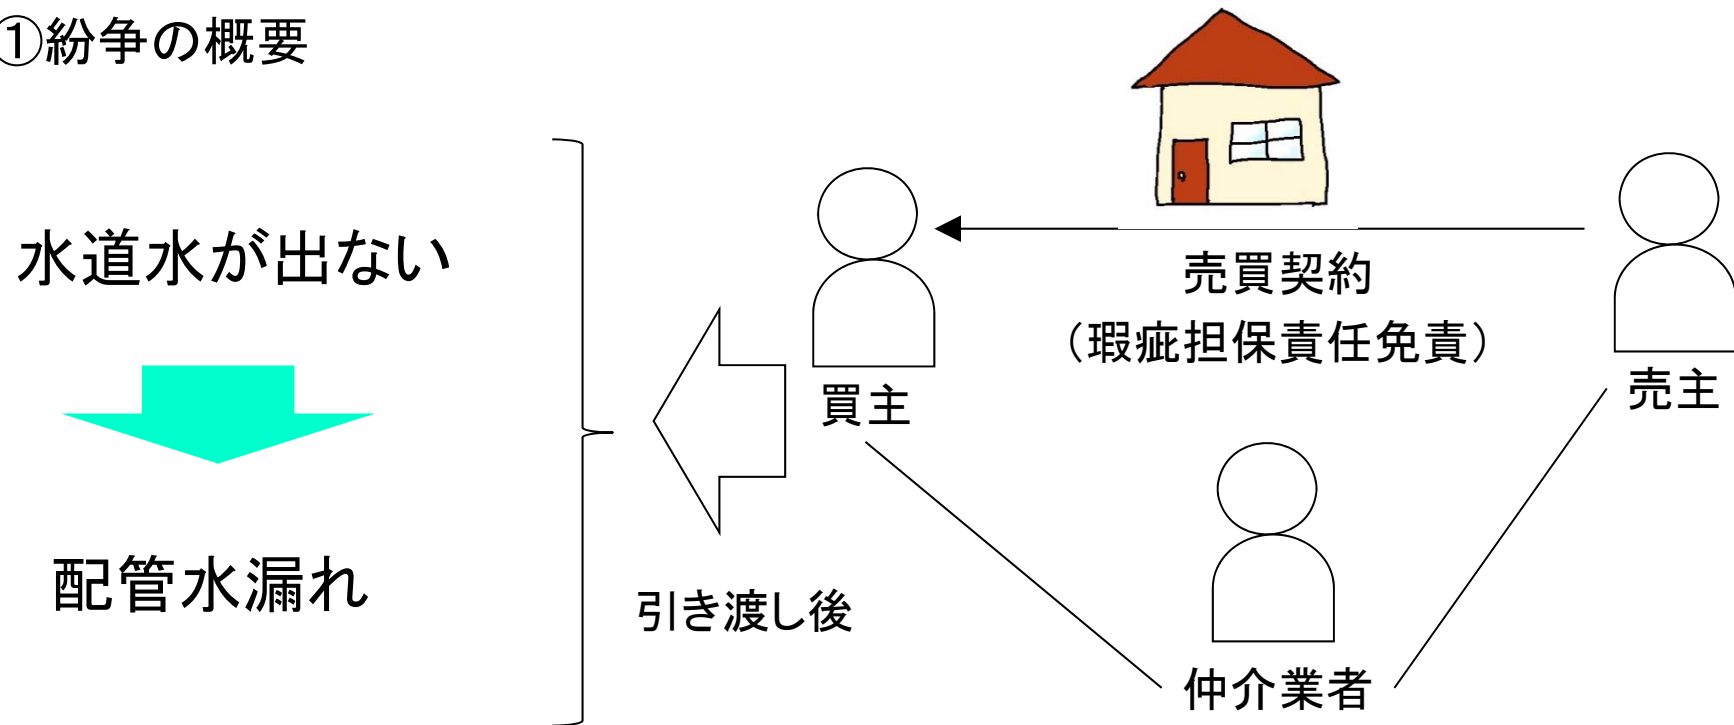 ①紛争の概要
水道水が出ない
配管水漏れ
引き渡し後
買主
売買契約
（瑕疵担保責任免責）
売主
仲介業者